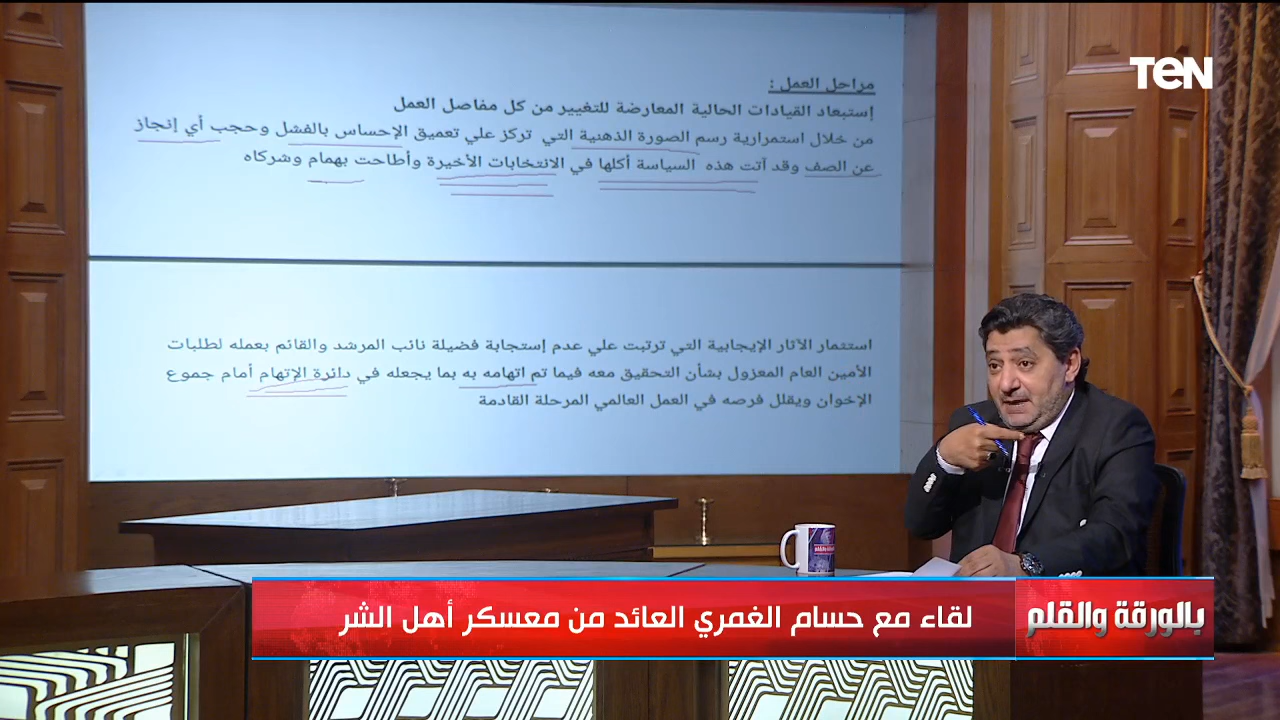 TEN
مراحل العمل :
إستبعاد القيادات الحالية المعارضة للتغيير من كل مفاصل العمل
من خلال استمرارية رسم الصورة الذهنية التي تركز علي تعميق الإحساس بالفشل وحجب أي إنجاز
عن الصف وقد آتت هذه السياسة أكلها في الانتخابات الأخيرة وأطاحت بهمام وشركاه
استثمار الآثار الإيجابية التي ترتبت علي عدم إستجابة فضيلة نائب المرشد والقائم بعمله لطلبات
الأمين العام المعزول بشأن التحقيق معه فيما تم اتهامه به بما يجعله في دائرة الإتهام أمام جموع
الإخوان ويقلل فرصه في العمل العالمي المرحلة القادمة
بالورقة والقلم
لقاء مع حسام الغمري العائد من معسكر أهل الشر